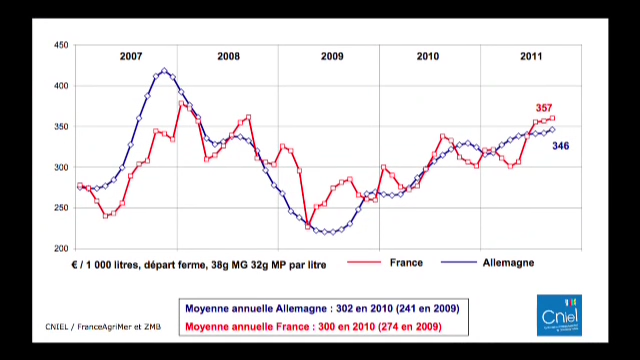 450
400
350
300
250
200
2007
2008
2009
2010
2011
357
346
€ / 1 000 litres, départ ferme, 38g MG 32g MP par litre
France
Allemagne
Moyenne annuelle Allemagne : 302 en 2010 (241 en 2009)
Moyenne annuelle France : 300 en 2010 (274 en 2009)
CNIEL / FranceAgriMer et ZMB
Cniel